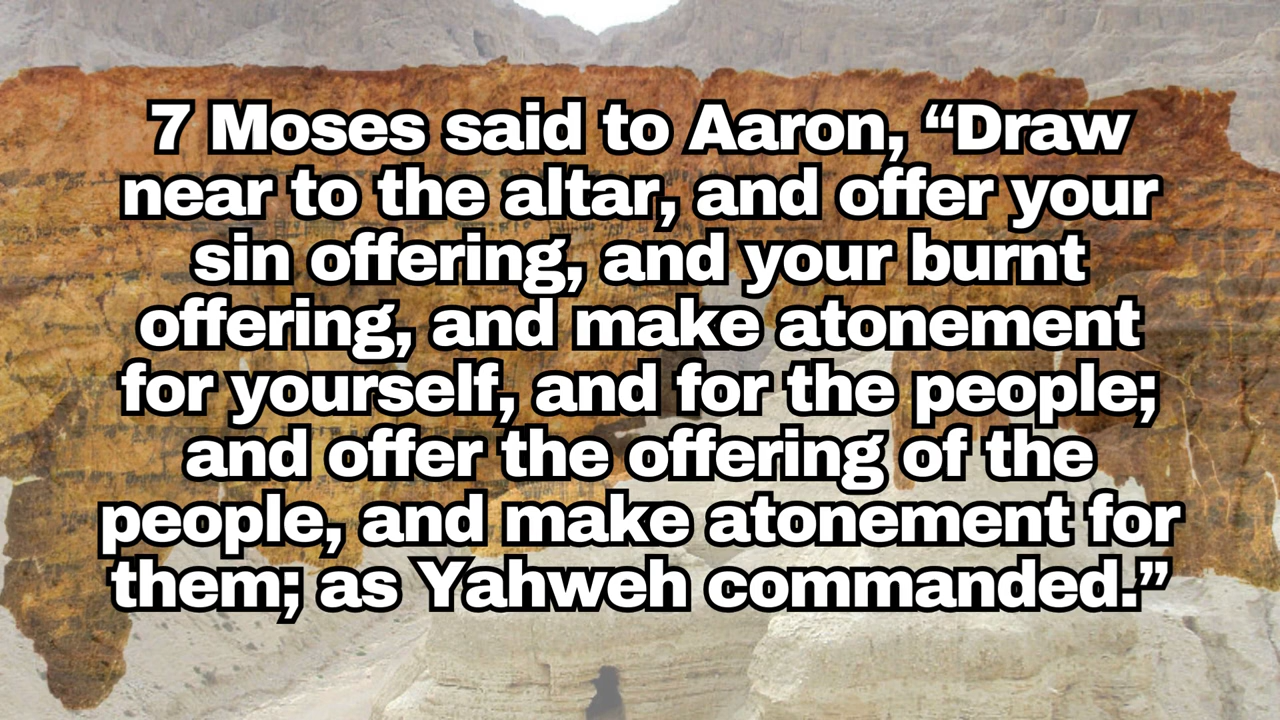 7 Moses said to Aaron, “Draw
near to the altar, and offer your
sin offering, and your burnt
offering, and make atonement
for yourself, and for the people;
and offer the offering of the
people, and make atonement for
them; as Yahweh commanded.”